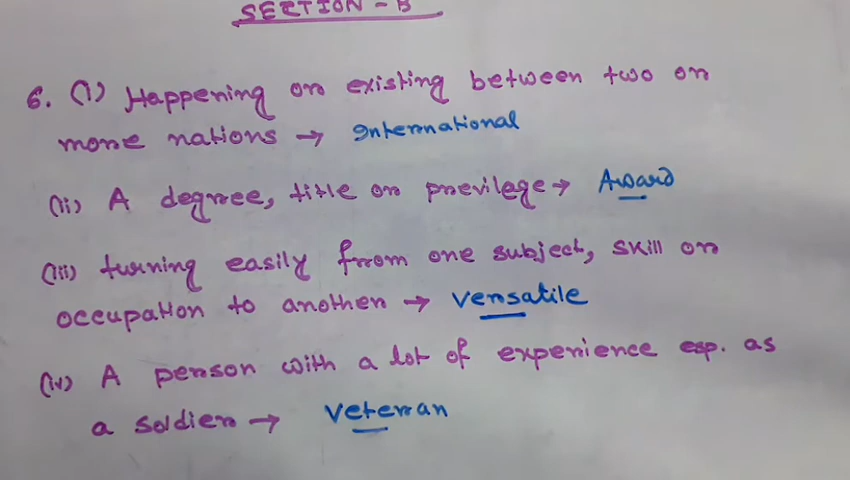 SECTION - B
6. (i) Happening or existing between two or
more nations → International
(ii) A degree, title or previlege → Award
(iii) turning easily from one subject, skill or
occupation to another → versatile
(iv) A person with a lot of experience esp. as
a soldier → Veteran